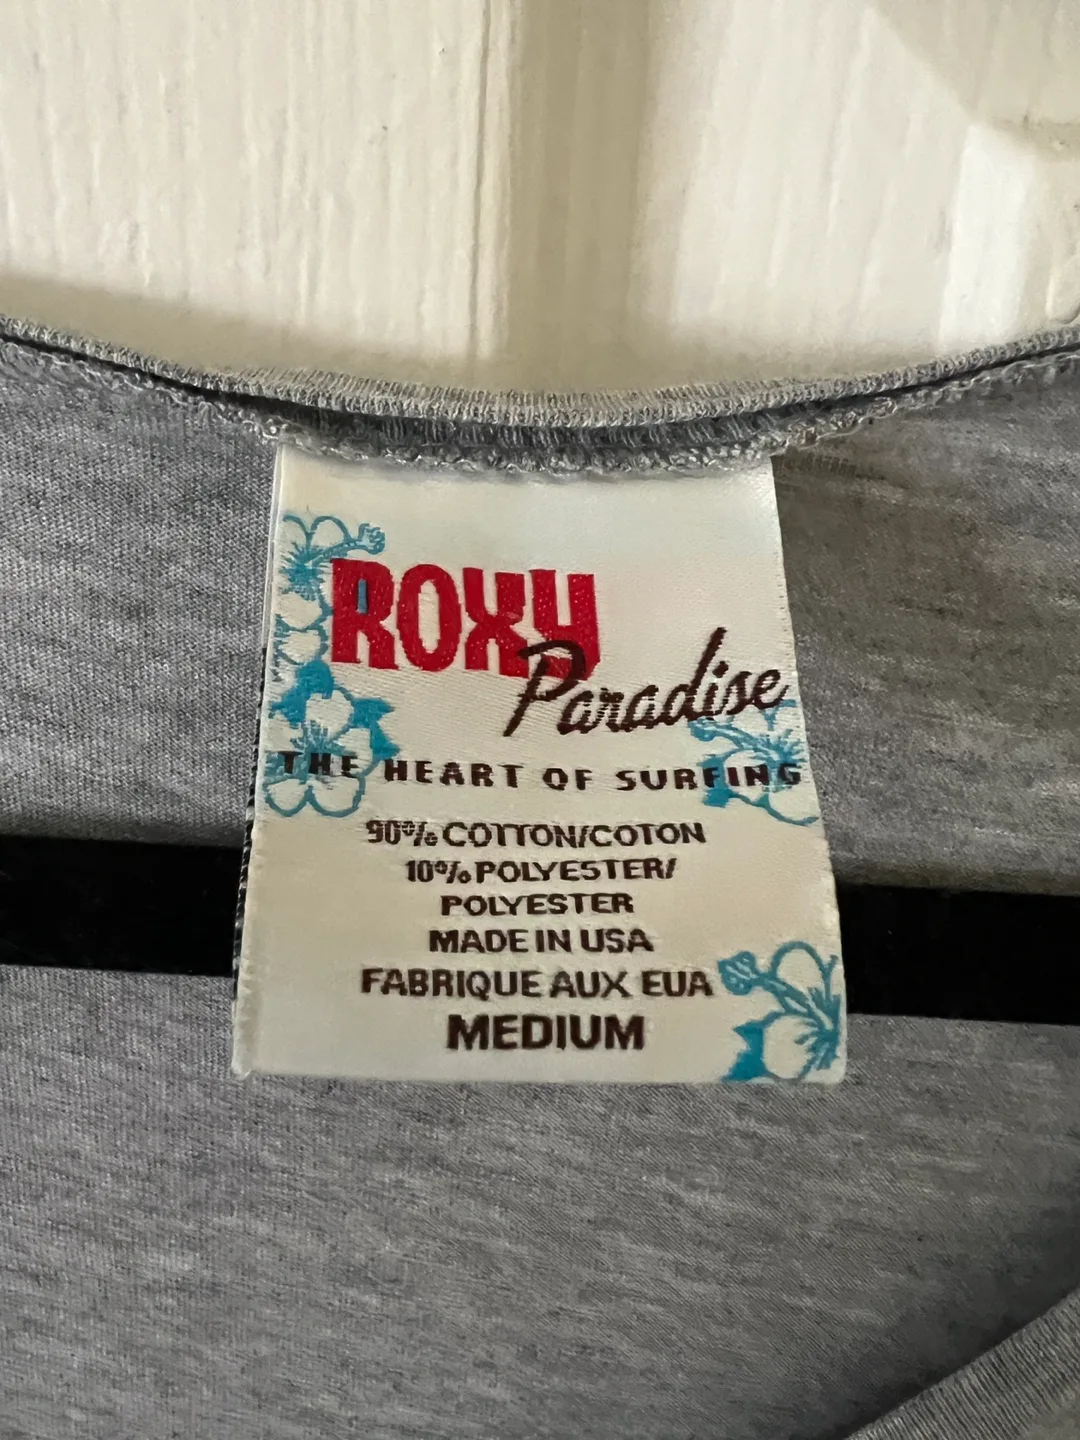 ROXY
Paradise
THE HEART OF SURFING
90% COTTON/COTON
10% POLYESTER/
POLYESTER
MADE IN USA
FABRIQUE AUX EUA
MEDIUM